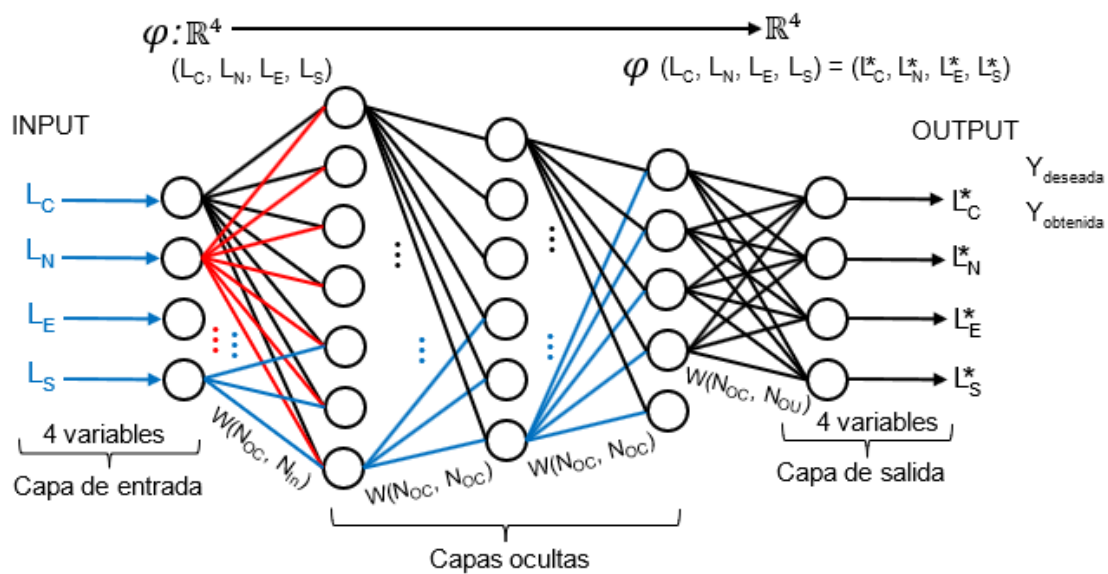 φ: ℝ⁴ ℝ⁴
(L_C, L_N, L_E, L_S)
φ (L_C, L_N, L_E, L_S) = (L*_C, L*_N, L*_E, L*_S)
INPUT
OUTPUT
L_C
L_N
L_E
L_S
Y_deseada
L*_C
Y_obtenida
L*_N
L*_E
L*_S
...
...
...
...
...
...
W(N_OC, N_In)
W(N_OC, N_OC)
W(N_OC, N_OC)
W(N_OC, N_OU)
4 variables
Capa de entrada
4 variables
Capa de salida
Capas ocultas